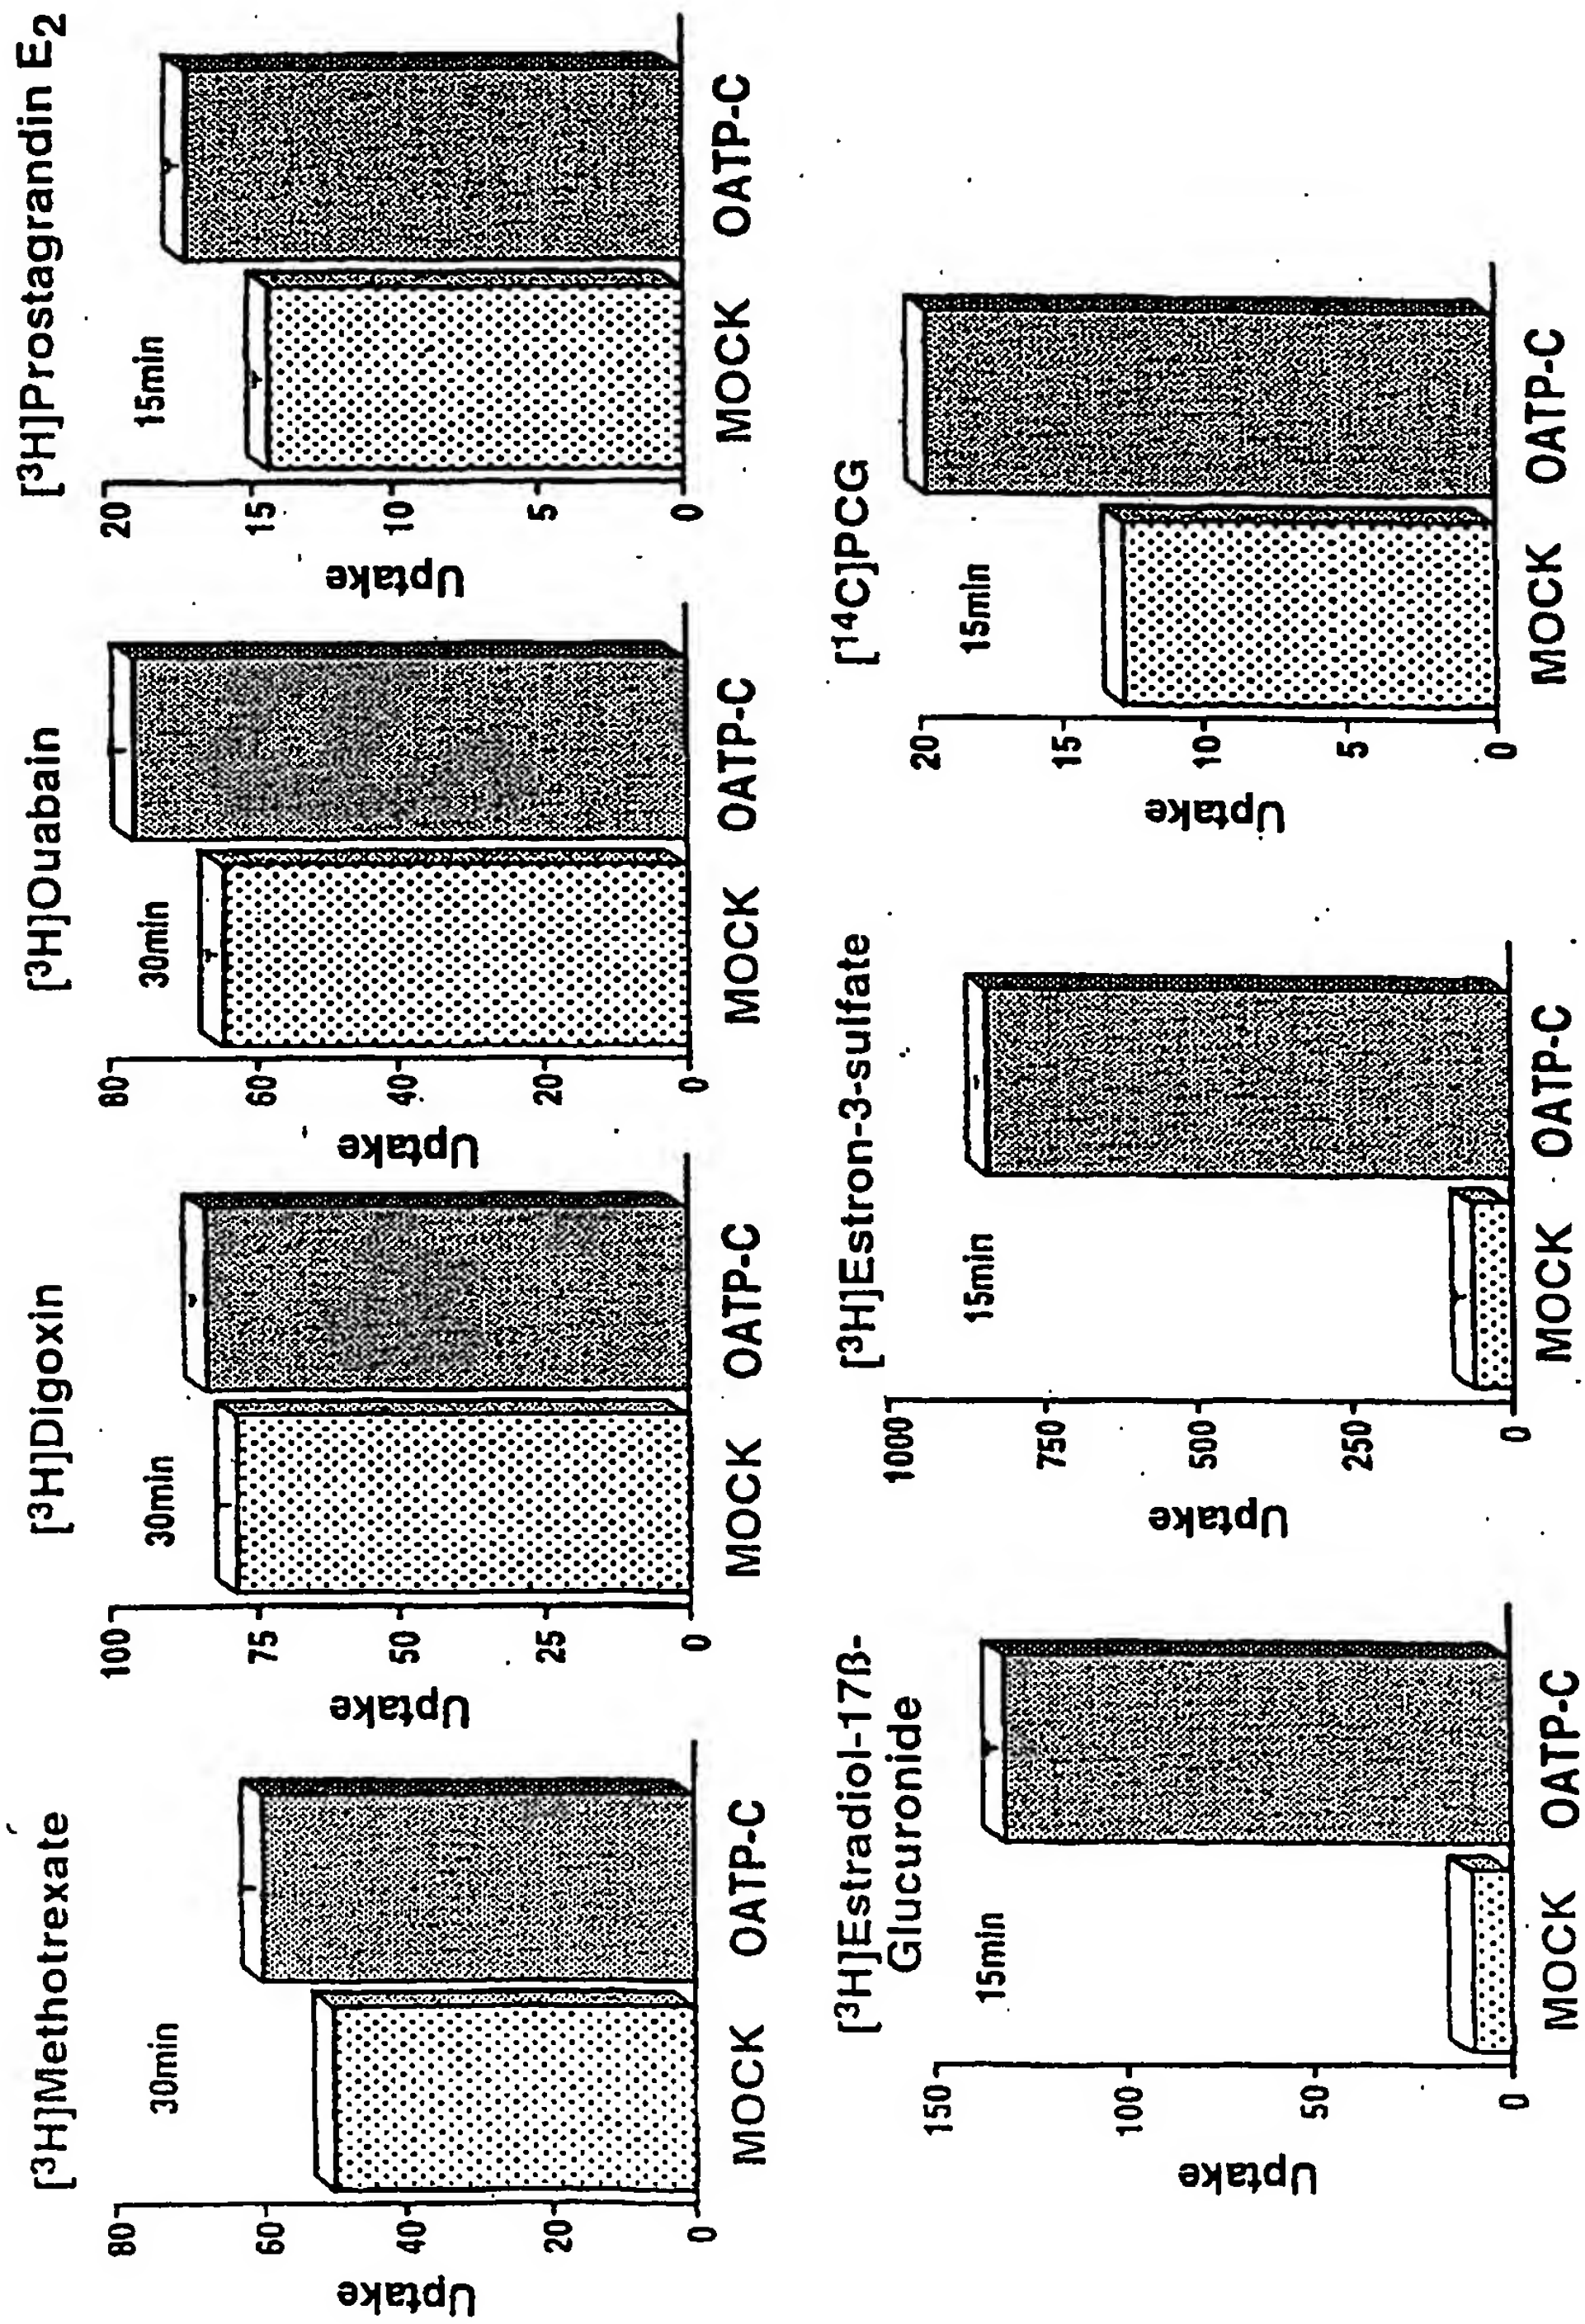 [³H]Methotrexate
30min
Uptake
80
60
40
20
0
MOCK OATP-C
[³H]Digoxin
30min
Uptake
100
75
50
25
0
MOCK OATP-C
[³H]Ouabain
30min
Uptake
80
60
40
20
0
MOCK OATP-C
[³H]Prostagrandin E₂
15min
Uptake
20
15
10
5
0
MOCK OATP-C
[³H]Estradiol-17ß-
Glucuronide
15min
Uptake
150
100
50
0
MOCK OATP-C
[³H]Estron-3-sulfate
15min
Uptake
1000
750
500
250
0
MOCK OATP-C
[¹⁴C]PCG
15min
Uptake
20
15
10
5
0
MOCK OATP-C